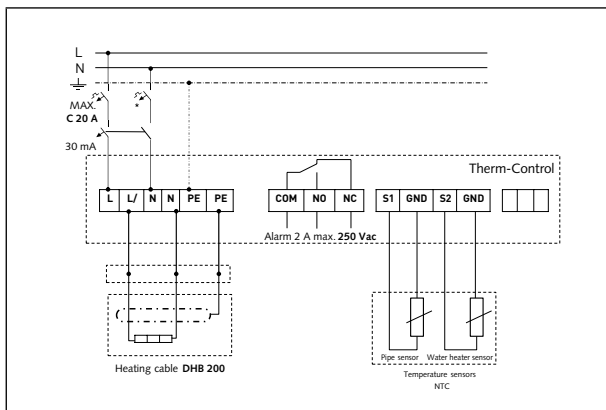 L
N
MAX.
C 20 A
*
30 mA
Therm-Control
L L/ N N PE PE
COM NO NC
S1 GND S2 GND
Alarm 2 A max. 250 Vac
Heating cable DHB 200
Pipe sensor Water heater sensor
Temperature sensors
NTC